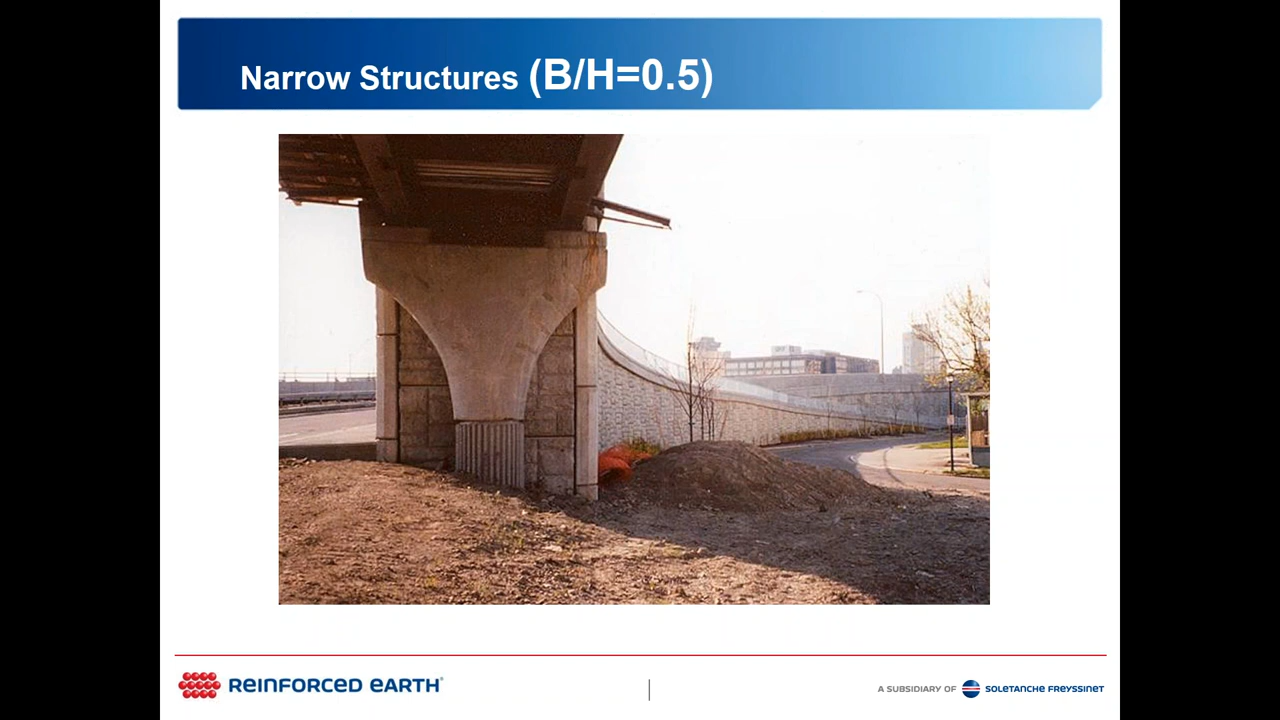 Narrow Structures (B/H=0.5)
REINFORCED EARTH®
A SUBSIDIARY OF SOLETANCHE FREYSSINET